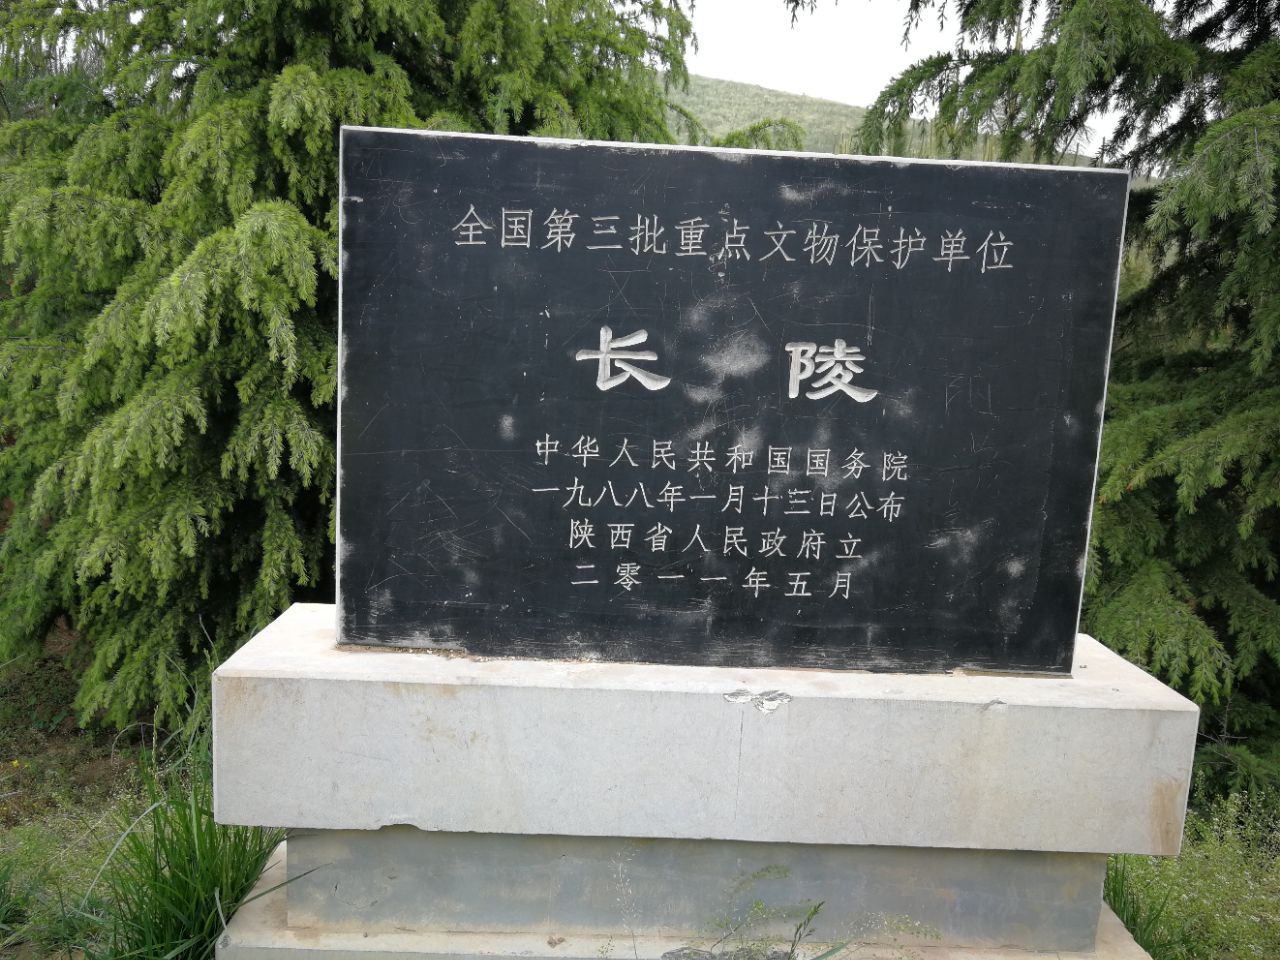 全国第三批重点文物保护单位
长陵
中华人民共和国国务院
一九八八年一月十三日公布
陕西省人民政府立
二零一一年五月